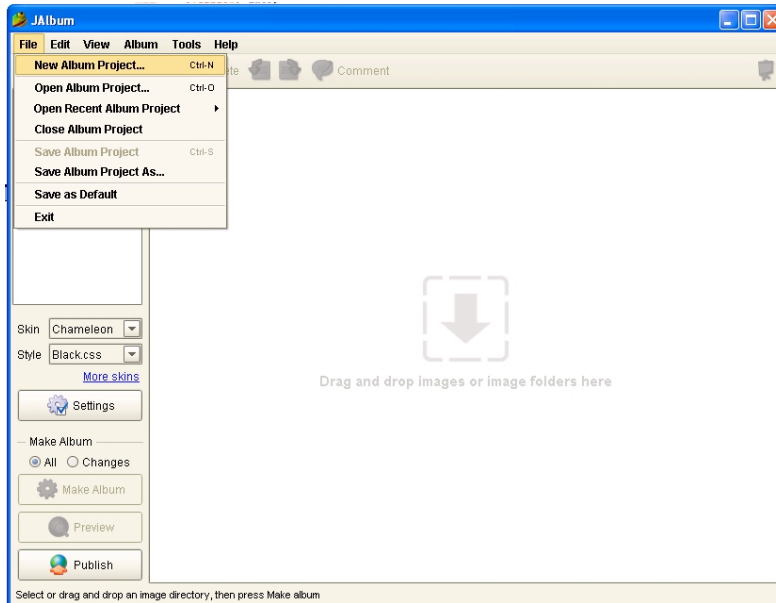 JAlbum
File Edit View Album Tools Help
New Album Project... Ctrl-N
Comment
Open Album Project... Ctrl-O
Open Recent Album Project
Close Album Project
Save Album Project Ctrl-S
Save Album Project As...
Save as Default
Exit
Drag and drop images or image folders here
Skin Chameleon
Style Black.css
More skins
Settings
Make Album
All Changes
Make Album
Preview
Publish
Select or drag and drop an image directory, then press Make album